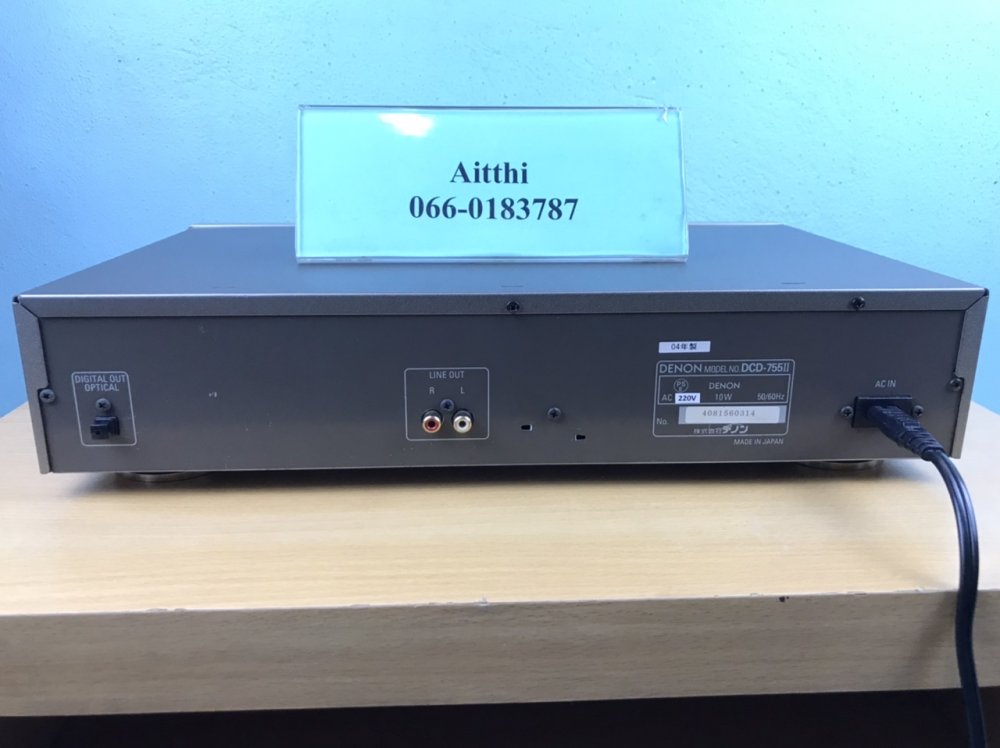 Aitthi
066-0183787
DIGITAL OUT
OPTICAL
LINE OUT
R L
04年製
DENON MODEL NO. DCD-755II
DENON
AC 220V 10W 50/60Hz
No. 4081560314
株式会社デノン
MADE IN JAPAN
AC IN